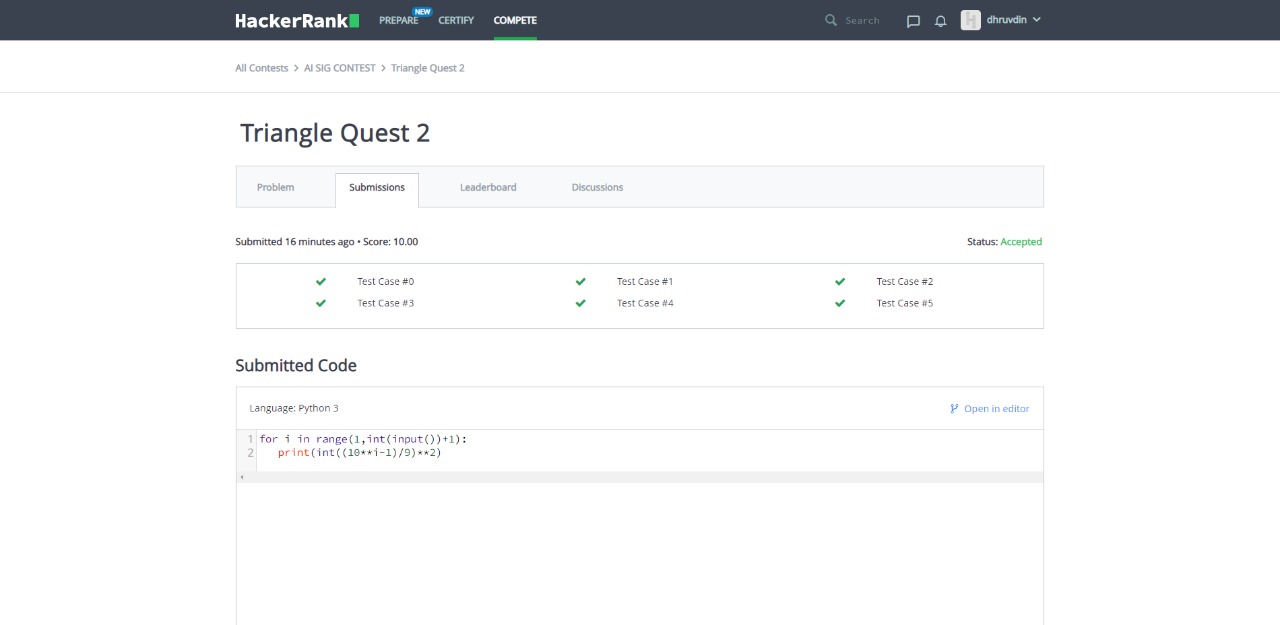 HackerRank PREPARE NEW CERTIFY COMPETE Search H dhruvdin
All Contests > AI SIG CONTEST > Triangle Quest 2
Triangle Quest 2
Problem Submissions Leaderboard Discussions
Submitted 16 minutes ago • Score: 10.00 Status: Accepted
Test Case #0 Test Case #1 Test Case #2
Test Case #3 Test Case #4 Test Case #5
Submitted Code
Language: Python 3 Open in editor
1 for i in range(1,int(input())+1):
2 print(int((10**i-1)/9)**2)